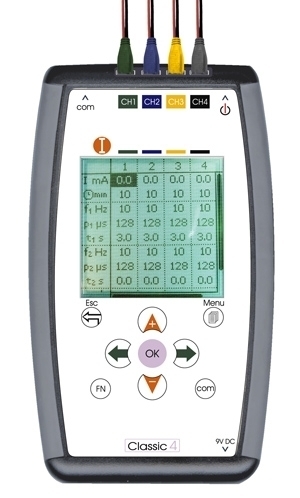 ^
com
CH1 CH2 CH3 CH4
^
I
1 2 3 4
I mA 0.0 0.0 0.0 0.0
min 10 10 10 10
f1 Hz 10 10 10 10
p1 µs 128 128 128 128
τ1 s 3.0 3.0 3.0 3.0
f2 Hz 10 10 10 10
p2 µs 128 128 128 128
τ2 s 0.0 0.0 0.0 0.0
Esc
Menu
+
OK
−
FN
com
Classic 4
9V DC
v